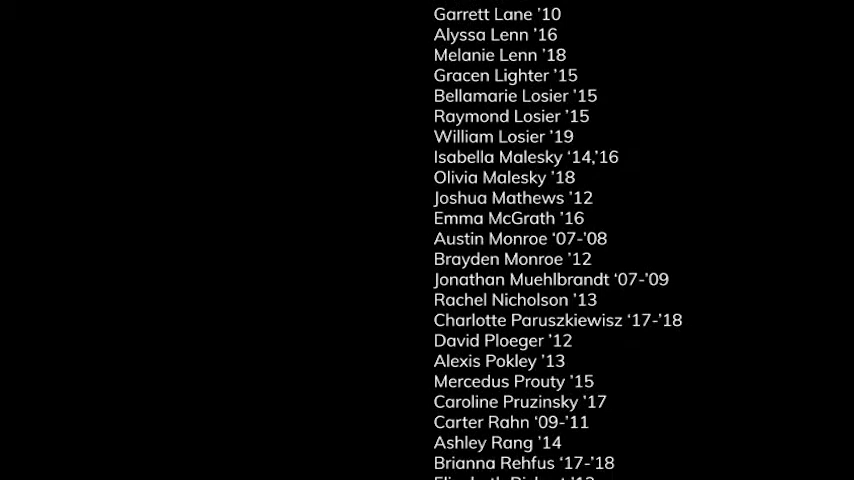 Garrett Lane ’10
Alyssa Lenn ’16
Melanie Lenn ’18
Gracen Lighter ’15
Bellamarie Losier ’15
Raymond Losier ’15
William Losier ’19
Isabella Malesky ‘14,’16
Olivia Malesky ’18
Joshua Mathews ’12
Emma McGrath ’16
Austin Monroe ‘07-’08
Brayden Monroe ’12
Jonathan Muehlbrandt ‘07-’09
Rachel Nicholson ’13
Charlotte Paruszkiewisz ‘17-’18
David Ploeger ’12
Alexis Pokley ’13
Mercedus Prouty ’15
Caroline Pruzinsky ’17
Carter Rahn ‘09-’11
Ashley Rang ’14
Brianna Rehfus ‘17-’18